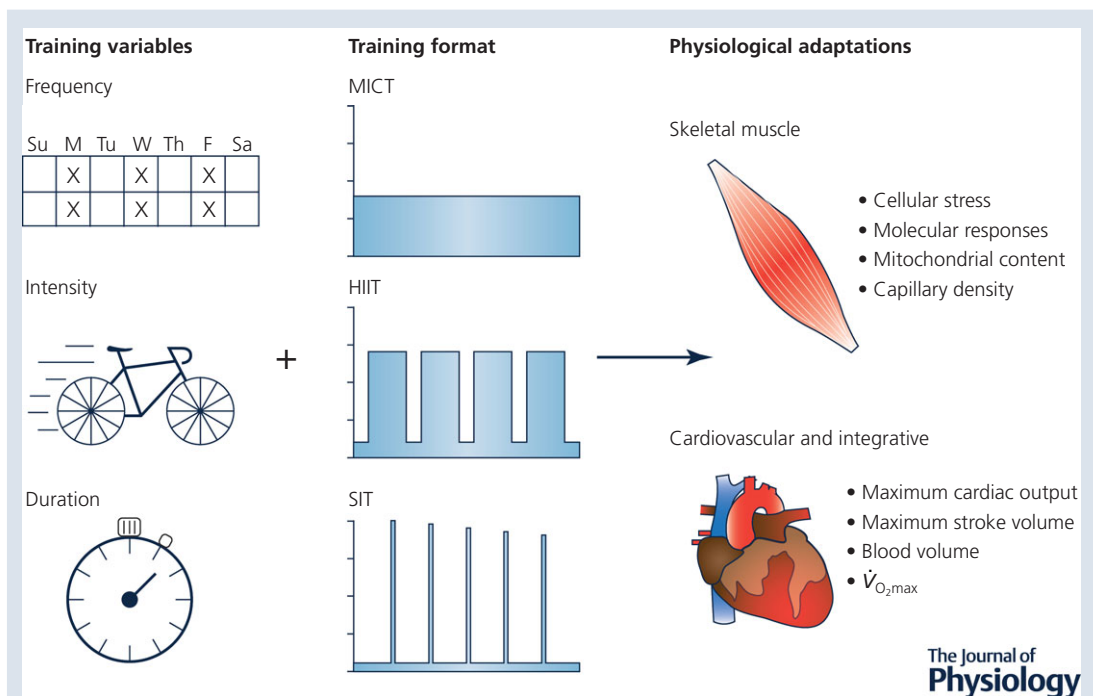 Training variables
Frequency
Su M Tu W Th F Sa
X X X
X X X
Intensity
Duration
+
Training format
MICT
HIIT
SIT
Physiological adaptations
Skeletal muscle
• Cellular stress
• Molecular responses
• Mitochondrial content
• Capillary density
Cardiovascular and integrative
• Maximum cardiac output
• Maximum stroke volume
• Blood volume
• V̇O₂max
The Journal of
Physiology